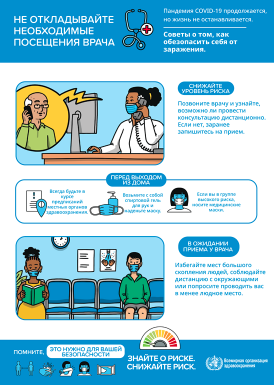 НЕ ОТКЛАДЫВАЙТЕ
НЕОБХОДИМЫЕ
ПОСЕЩЕНИЯ ВРАЧА
Пандемия COVID-19 продолжается,
но жизнь не останавливается.
Советы о том, как
обезопасить себя от
заражения.
СНИЖАЙТЕ
УРОВЕНЬ РИСКА
Позвоните врачу и узнайте,
возможно ли провести
консультацию дистанционно.
Если нет, заранее
запишитесь на прием.
ПЕРЕД ВЫХОДОМ
ИЗ ДОМА
Всегда будьте в
курсе
предписаний
местных органов
здравоохранения.
Возьмите с собой
спиртовой гель
для рук и
наденьте маску.
Если вы в группе
высокого риска,
носите медицинские
маски.
В ОЖИДАНИИ
ПРИЕМА У ВРАЧА
Избегайте мест большого
скопления людей, соблюдайте
дистанцию с окружающими
или попросите проводить вас
в менее людное место.
ПОМНИТЕ,
ЭТО НУЖНО ДЛЯ ВАШЕЙ
БЕЗОПАСНОСТИ
ЗНАЙТЕ О РИСКЕ.
СНИЖАЙТЕ РИСК.
Всемирная организация
здравоохранения